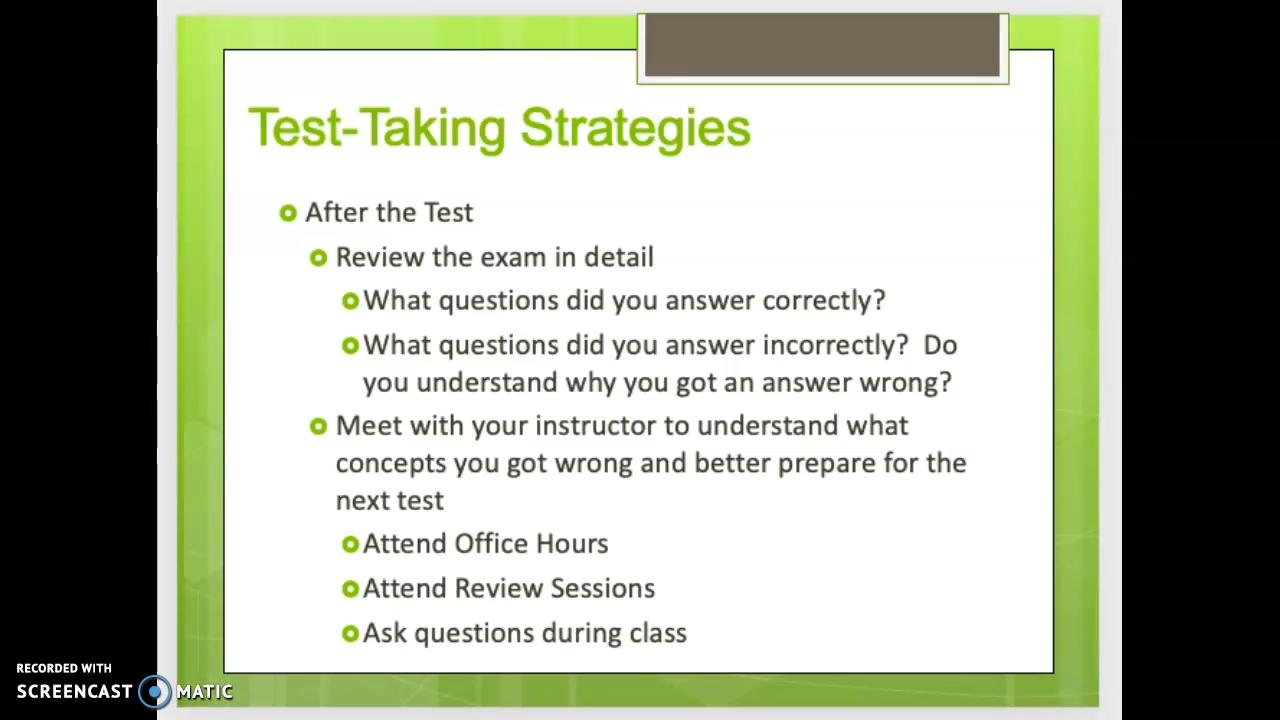 Test-Taking Strategies
After the Test
Review the exam in detail
What questions did you answer correctly?
What questions did you answer incorrectly?  Do
you understand why you got an answer wrong?
Meet with your instructor to understand what
concepts you got wrong and better prepare for the
next test
Attend Office Hours
Attend Review Sessions
Ask questions during class
RECORDED WITH
SCREENCAST MATIC